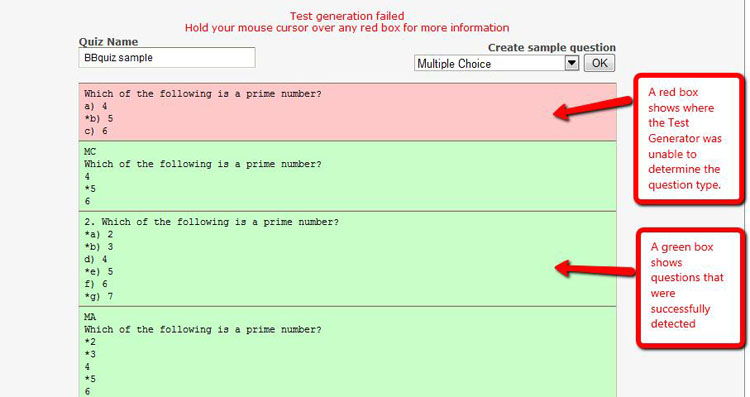 Test generation failed
Hold your mouse cursor over any red box for more information
Quiz Name
BBquiz sample
Create sample question
Multiple Choice
OK
Which of the following is a prime number?
a) 4
*b) 5
c) 6
MC
Which of the following is a prime number?
4
*5
6
2. Which of the following is a prime number?
*a) 2
*b) 3
d) 4
*e) 5
f) 6
*g) 7
MA
Which of the following is a prime number?
*2
*3
4
*5
6
A red box
shows where
the Test
Generator was
unable to
determine the
question type.
A green box
shows
questions that
were
successfully
detected